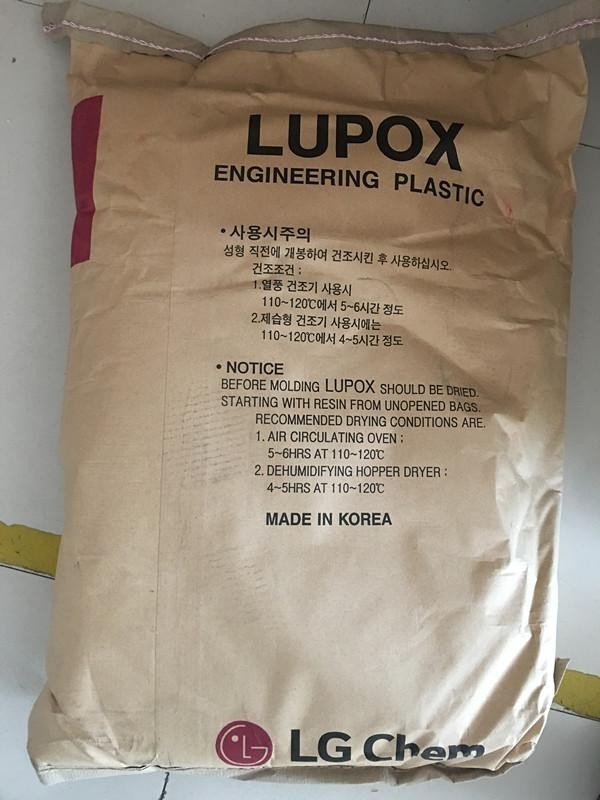 LUPOX
ENGINEERING PLASTIC
• 사용시주의
성형 직전에 개봉하여 건조시킨 후 사용하십시오.
건조조건 ;
1.열풍 건조기 사용시
110~120℃에서 5~6시간 정도
2.제습형 건조기 사용시에는
110~120℃에서 4~5시간 정도
• NOTICE
BEFORE MOLDING LUPOX SHOULD BE DRIED.
STARTING WITH RESIN FROM UNOPENED BAGS.
RECOMMENDED DRYING CONDITIONS ARE.
1. AIR CIRCULATING OVEN ;
5~6HRS AT 110~120℃
2. DEHUMIDIFYING HOPPER DRYER ;
4~5HRS AT 110~120℃
MADE IN KOREA
LG Chem